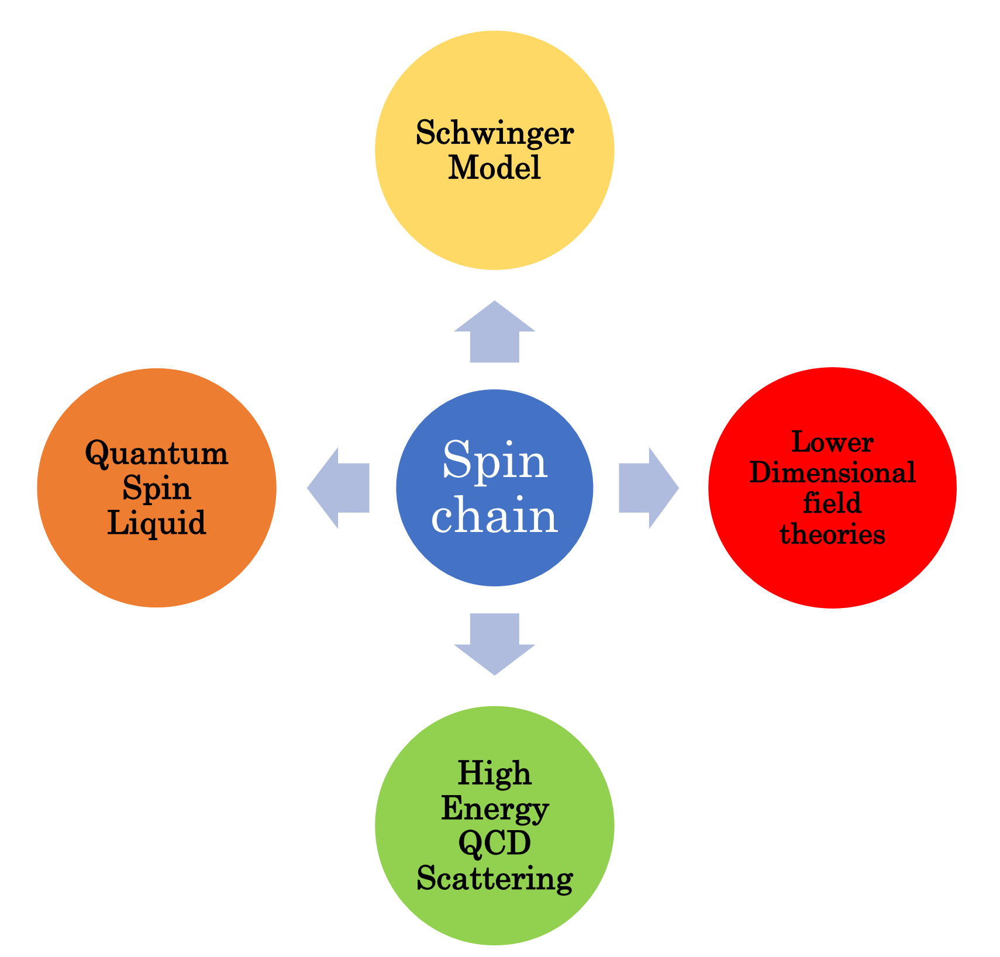 Schwinger
Model
Quantum
Spin
Liquid
Spin
chain
Lower
Dimensional
field
theories
High
Energy
QCD
Scattering